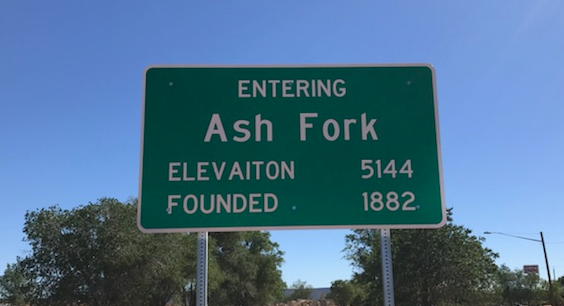 ENTERING
Ash Fork
ELEVAITON 5144
FOUNDED 1882